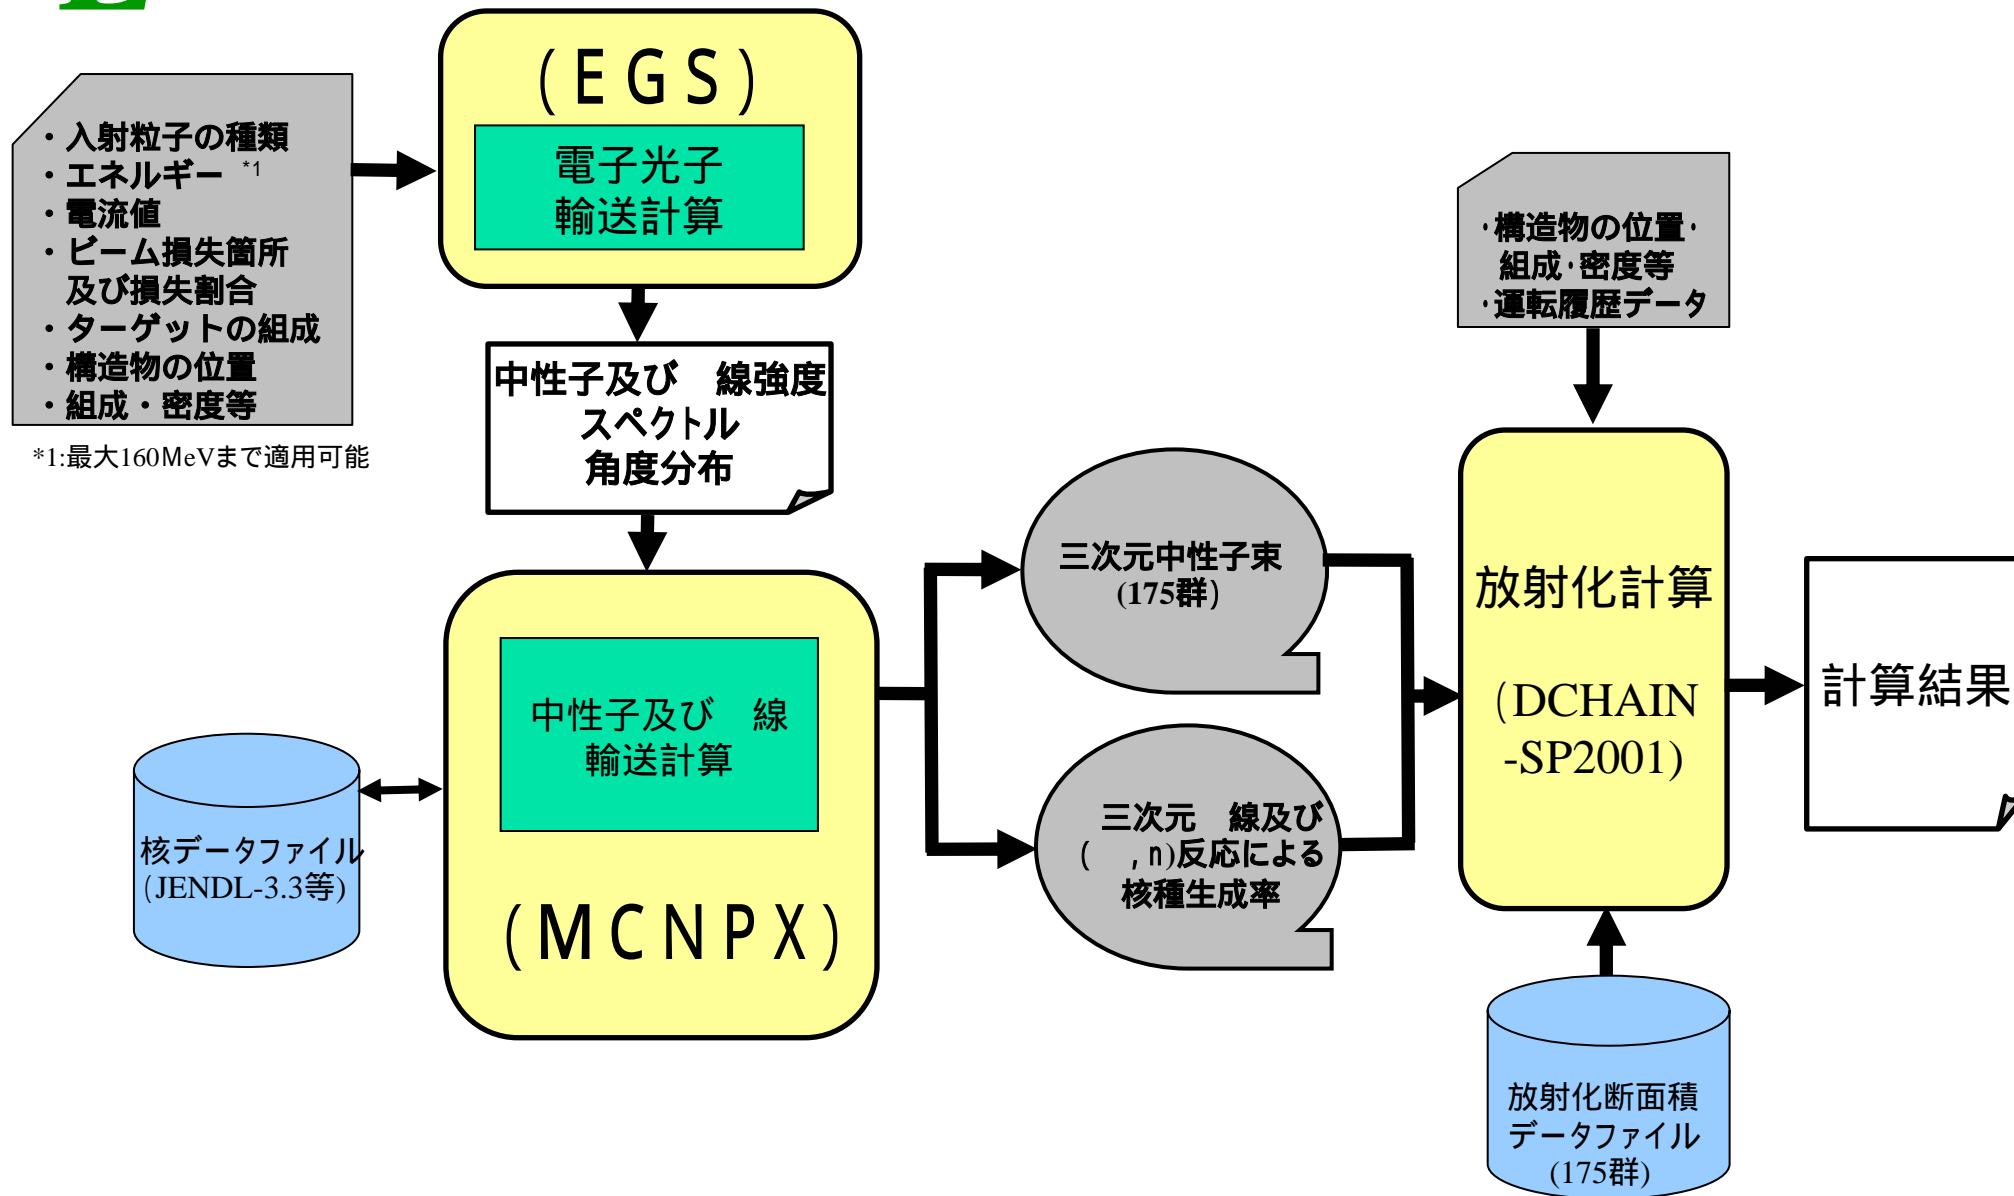 ・入射粒子の種類
・エネルギー *1
・電流値
・ビーム損失箇所
及び損失割合
・ターゲットの組成
・構造物の位置
・組成・密度等
*1:最大160MeVまで適用可能
(EGS)
電子光子
輸送計算
中性子及び　線強度
スペクトル
角度分布
中性子及び　線
輸送計算
(MCNPX)
核データファイル
(JENDL-3.3等)
三次元中性子束
(175群)
三次元　線及び
(　,n)反応による
核種生成率
・構造物の位置・
組成・密度等
・運転履歴データ
放射化計算
(DCHAIN
-SP2001)
放射化断面積
データファイル
(175群)
計算結果